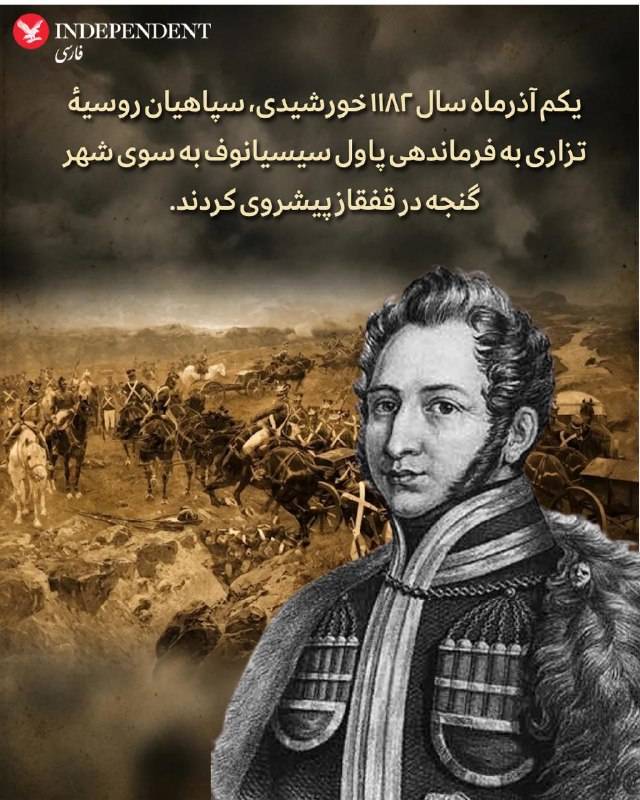 INDEPENDENT
فارسی
یکم آذرماه سال ۱۱۸۲ خورشیدی، سپاهیان روسیهٔ
تزاری به فرماندهی پاول سیسیانوف به سوی شهر
گنجه در قفقاز پیشروی کردند.